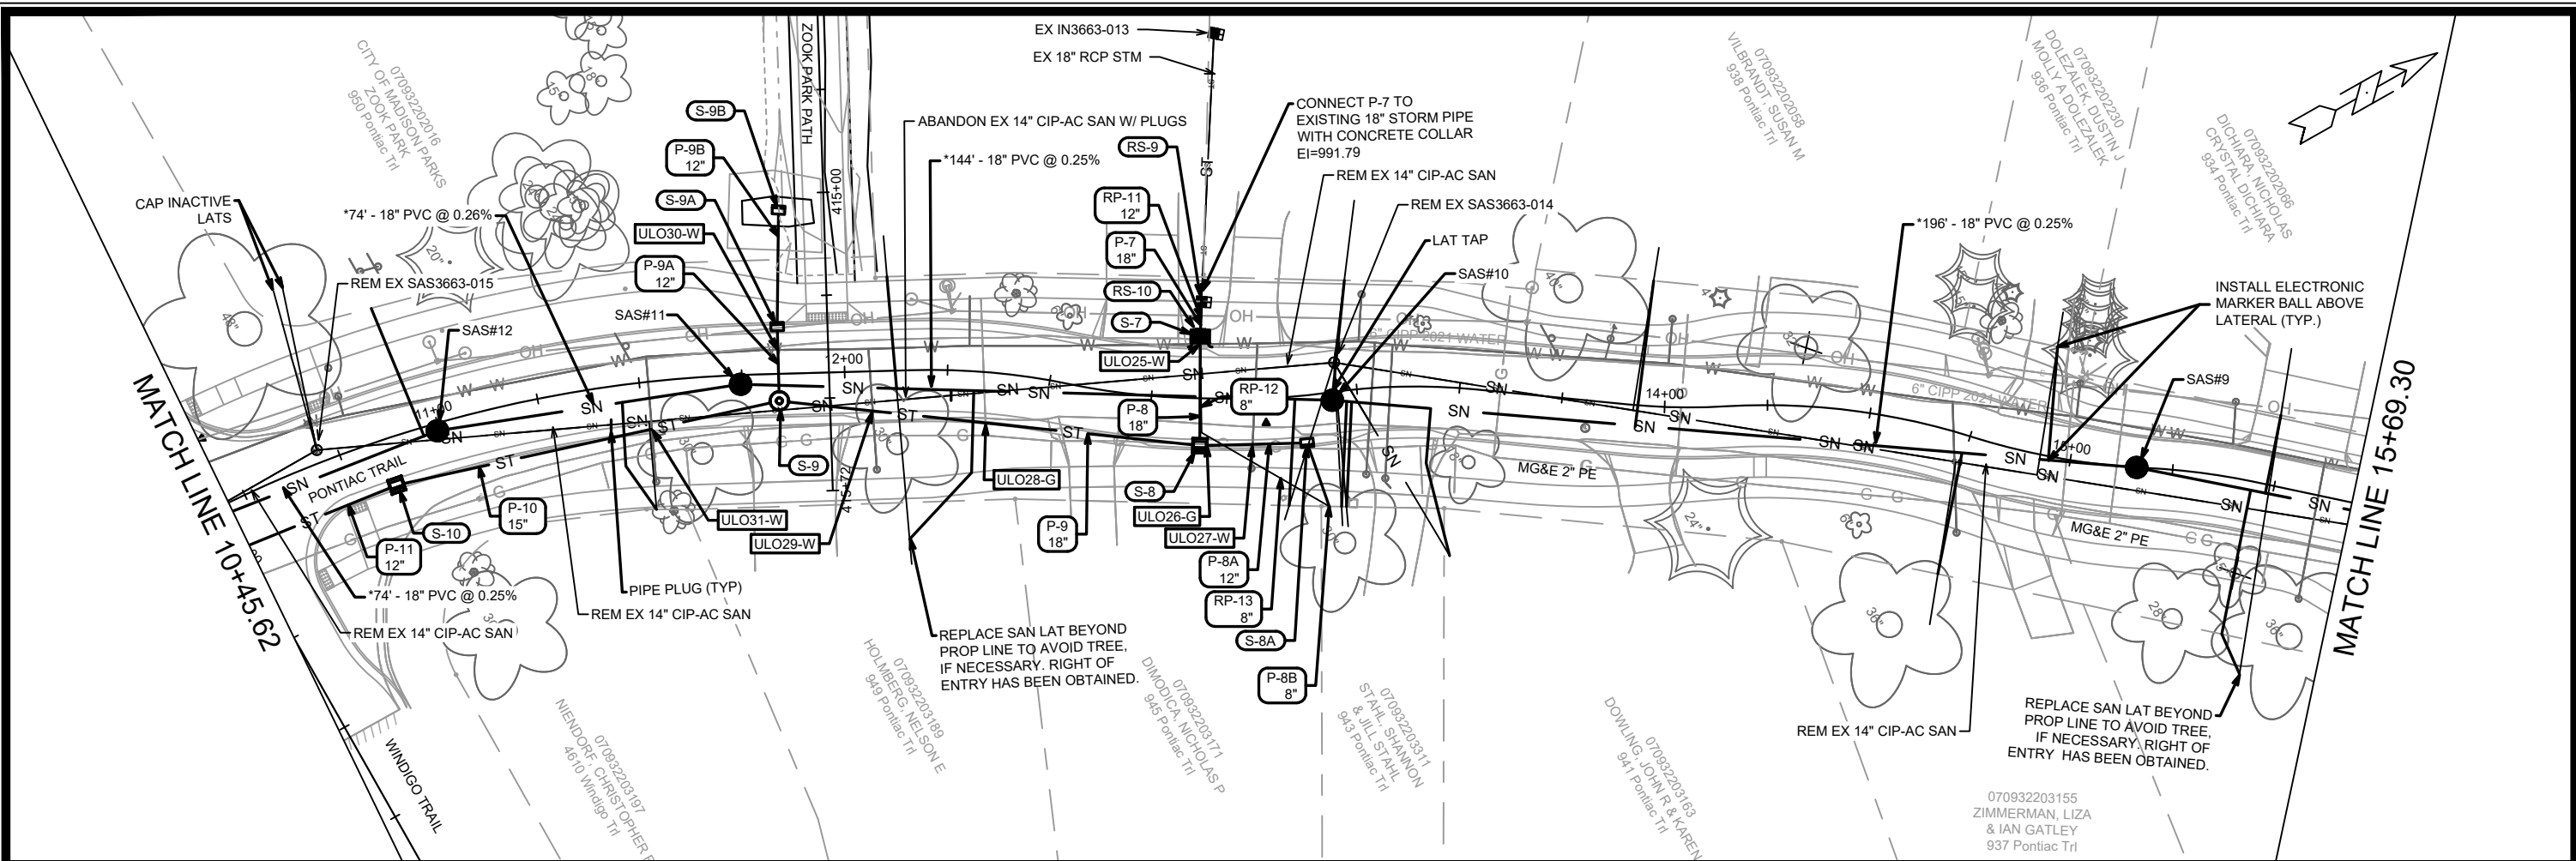 EX IN3663-013
EX 18" RCP STM
ZOOK PARK PATH
S-9B
P-9B
12"
S-9A
ULO30-W
P-9A
12"
SAS#11
415+00
ABANDON EX 14" CIP-AC SAN W/ PLUGS
*144' - 18" PVC @ 0.25%
RS-9
RP-11
12"
P-7
18"
RS-10
S-7
ULO25-W
CONNECT P-7 TO
EXISTING 18" STORM PIPE
WITH CONCRETE COLLAR
EI=991.79
REM EX 14" CIP-AC SAN
REM EX SAS3663-014
LAT TAP
SAS#10
*196' - 18" PVC @ 0.25%
INSTALL ELECTRONIC
MARKER BALL ABOVE
LATERAL (TYP.)
SAS#9
070932202016
CITY OF MADISON PARKS
ZOOK PARK
950 Pontiac Trl
070932202058
VILBRANDT, SUSAN M
938 Pontiac Trl
070932202230
DOLEZALEK, DUSTIN J
MOLLY A DOLEZALEK
936 Pontiac Trl
070932202066
DICHIARA, NICHOLAS
CRYSTAL DICHIARA
934 Pontiac Trl
CAP INACTIVE
LATS
*74' - 18" PVC @ 0.26%
REM EX SAS3663-015
SAS#12
MATCH LINE 10+45.62
MATCH LINE 15+69.30
11+00
12+00
14+00
15+00
415+72
6" CIPP 2021 WATER
6" CIPP 2021 WATER
MG&E 2" PE
MG&E 2" PE
PONTIAC TRAIL
WINDIGO TRAIL
S-10
P-10
15"
P-11
12"
*74' - 18" PVC @ 0.25%
REM EX 14" CIP-AC SAN
PIPE PLUG (TYP)
REM EX 14" CIP-AC SAN
S-9
ULO31-W
ULO29-W
ULO28-G
P-9
18"
P-8
18"
RP-12
8"
S-8
ULO26-G
ULO27-W
P-8A
12"
RP-13
8"
S-8A
P-8B
8"
REPLACE SAN LAT BEYOND
PROP LINE TO AVOID TREE,
IF NECESSARY. RIGHT OF
ENTRY HAS BEEN OBTAINED.
REM EX 14" CIP-AC SAN
REPLACE SAN LAT BEYOND
PROP LINE TO AVOID TREE,
IF NECESSARY. RIGHT OF
ENTRY HAS BEEN OBTAINED.
070932203197
NIENDORF, CHRISTOPHER
4610 Windigo Trl
070932203189
HOLMBERG, NELSON E
949 Pontiac Trl
070932203171
DIMODICA, NICHOLAS P
945 Pontiac Trl
070932203311
STAHL, SHANNON
& JILL STAHL
943 Pontiac Trl
070932203163
DOWLING, JOHN R & KAREN
941 Pontiac Trl
070932203155
ZIMMERMAN, LIZA
& IAN GATLEY
937 Pontiac Trl